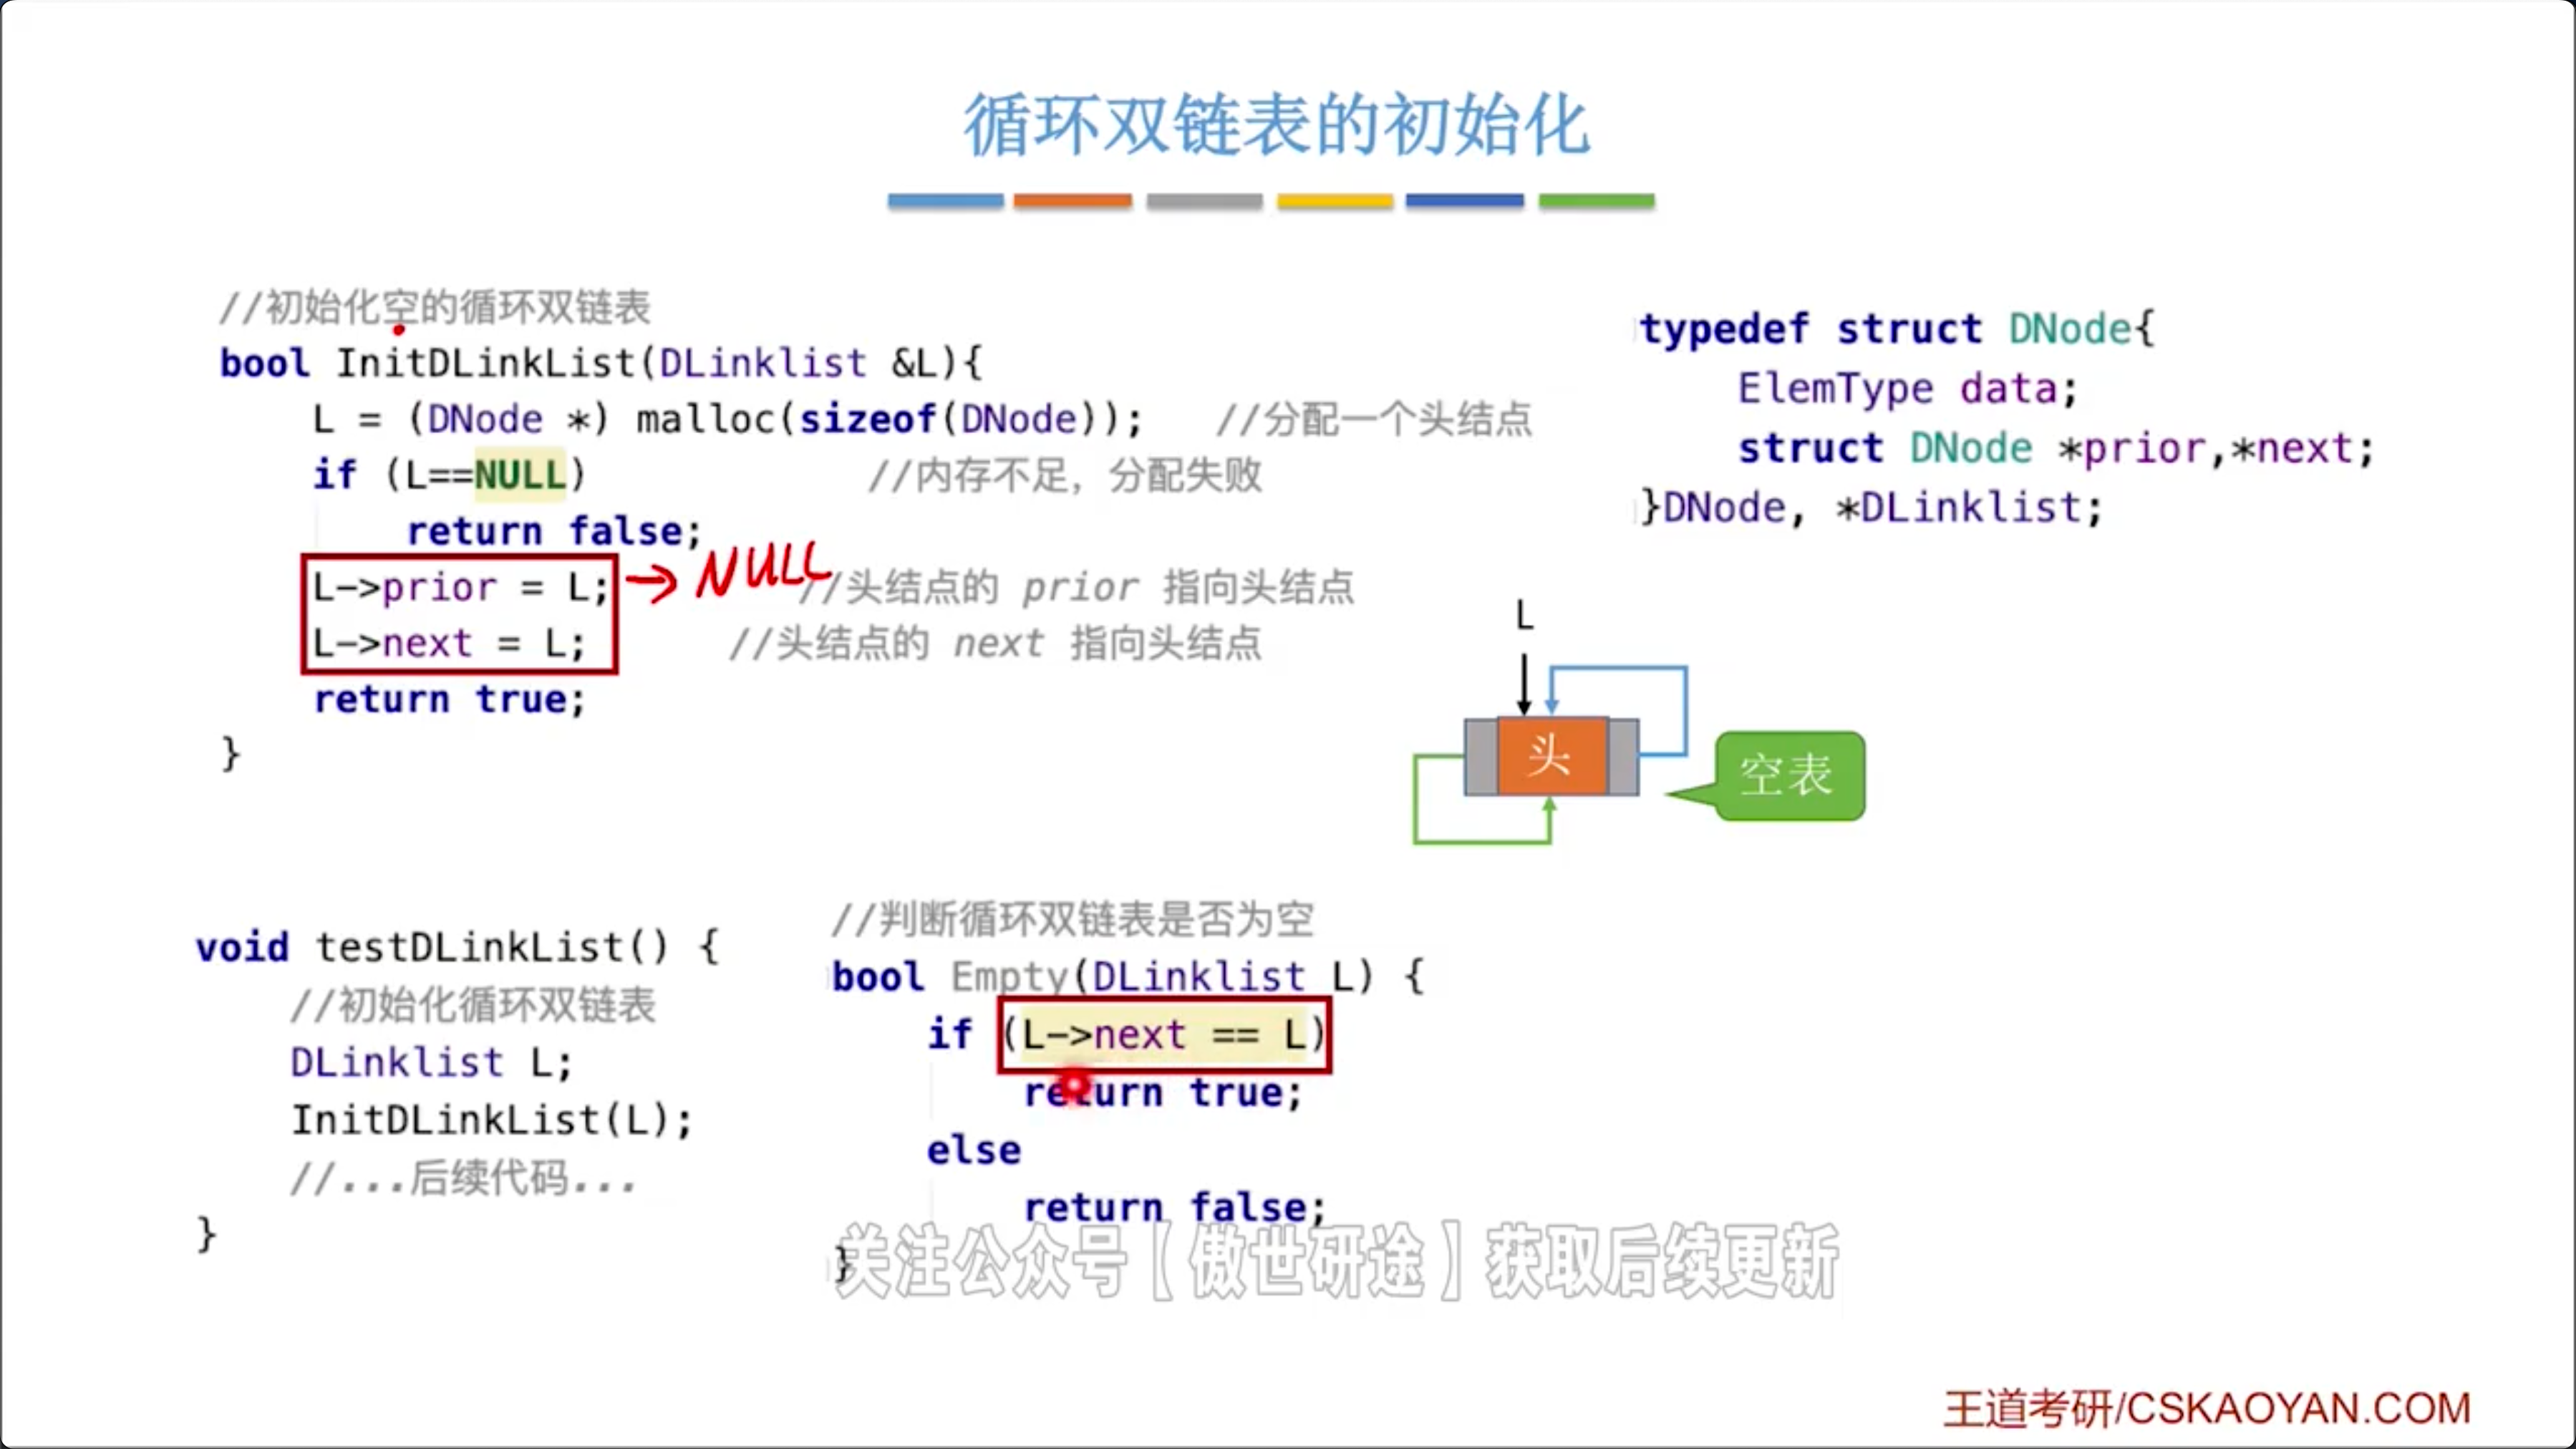 循环双链表的初始化
//初始化空的循环双链表
bool InitDLinkList(DLinklist &L){
    L = (DNode *) malloc(sizeof(DNode));   //分配一个头结点
    if (L==NULL)            //内存不足，分配失败
        return false;
    L->prior = L; → NULL //头结点的 prior 指向头结点
    L->next = L;      //头结点的 next 指向头结点
    return true;
}
typedef struct DNode{
    ElemType data;
    struct DNode *prior,*next;
}DNode, *DLinklist;
L
头
空表
void testDLinkList() {
    //初始化循环双链表
    DLinklist L;
    InitDLinkList(L);
    //...后续代码...
}
//判断循环双链表是否为空
bool Empty(DLinklist L) {
    if (L->next == L)
        return true;
    else
        return false;
}
关注公众号【傲世研途】获取后续更新
王道考研/CSKAOYAN.COM